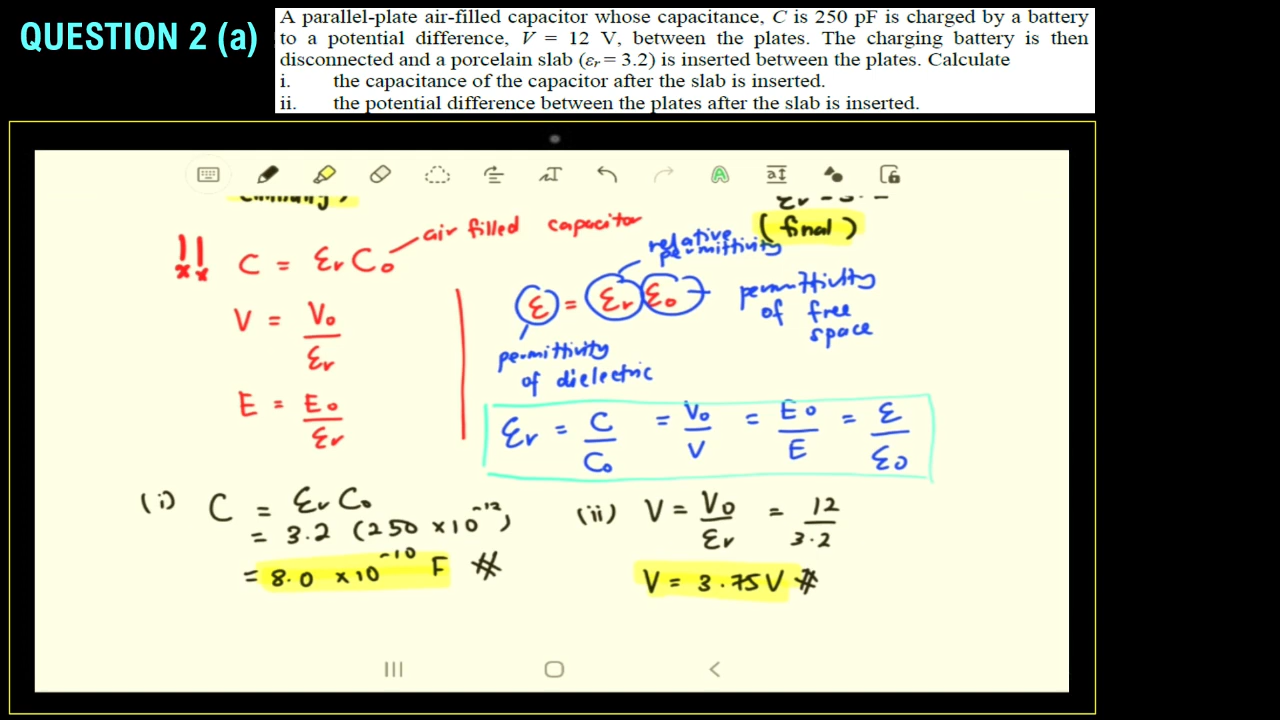 QUESTION 2 (a)
A parallel-plate air-filled capacitor whose capacitance, C is 250 pF is charged by a battery
to a potential difference, V = 12 V, between the plates. The charging battery is then
disconnected and a porcelain slab (εr = 3.2) is inserted between the plates. Calculate
i. the capacitance of the capacitor after the slab is inserted.
ii. the potential difference between the plates after the slab is inserted.
(final)
!! C = εr C₀
air filled capacitor
V = V₀ / εr
E = E₀ / εr
relative permittivity
ε = εr ε₀
permittivity of free space
permittivity
of dielectric
εr = C / C₀ = V₀ / V = E₀ / E = ε / ε₀
(i) C = εr C₀
= 3.2 (250 × 10⁻¹²)
= 8.0 × 10⁻¹⁰ F #
(ii) V = V₀ / εr = 12 / 3.2
V = 3.75 V #